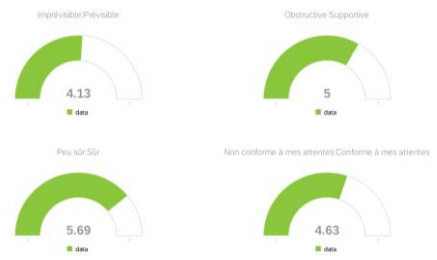 Imprévisible:Prévisible
Obstructive:Supportive
4.13
data
5
data
Peu sûr:Sûr
Non conforme à mes attentes:Conforme à mes attentes
5.69
data
4.63
data